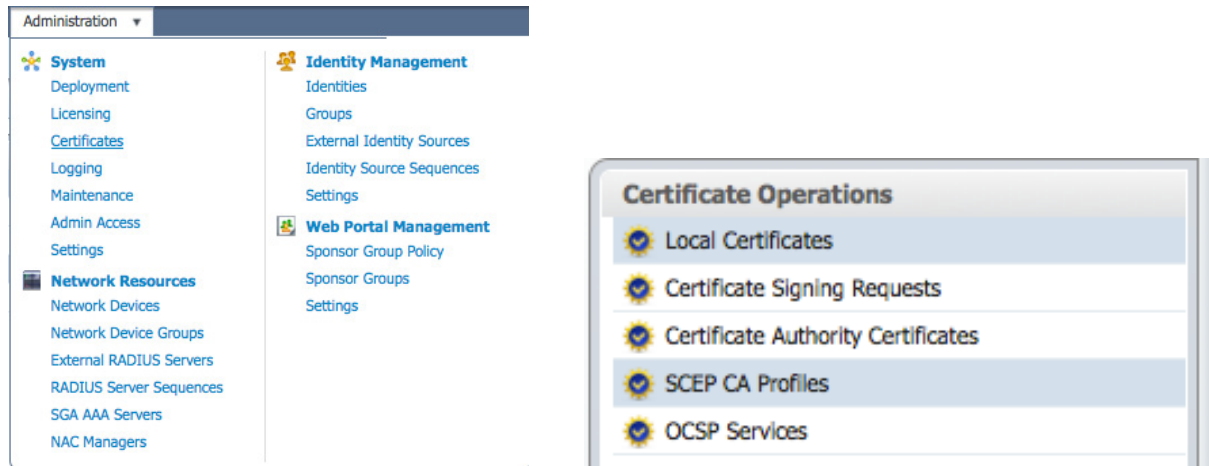 Administration
System
Deployment
Licensing
Certificates
Logging
Maintenance
Admin Access
Settings
Network Resources
Network Devices
Network Device Groups
External RADIUS Servers
RADIUS Server Sequences
SGA AAA Servers
NAC Managers
Identity Management
Identities
Groups
External Identity Sources
Identity Source Sequences
Settings
Web Portal Management
Sponsor Group Policy
Sponsor Groups
Settings
Certificate Operations
Local Certificates
Certificate Signing Requests
Certificate Authority Certificates
SCEP CA Profiles
OCSP Services